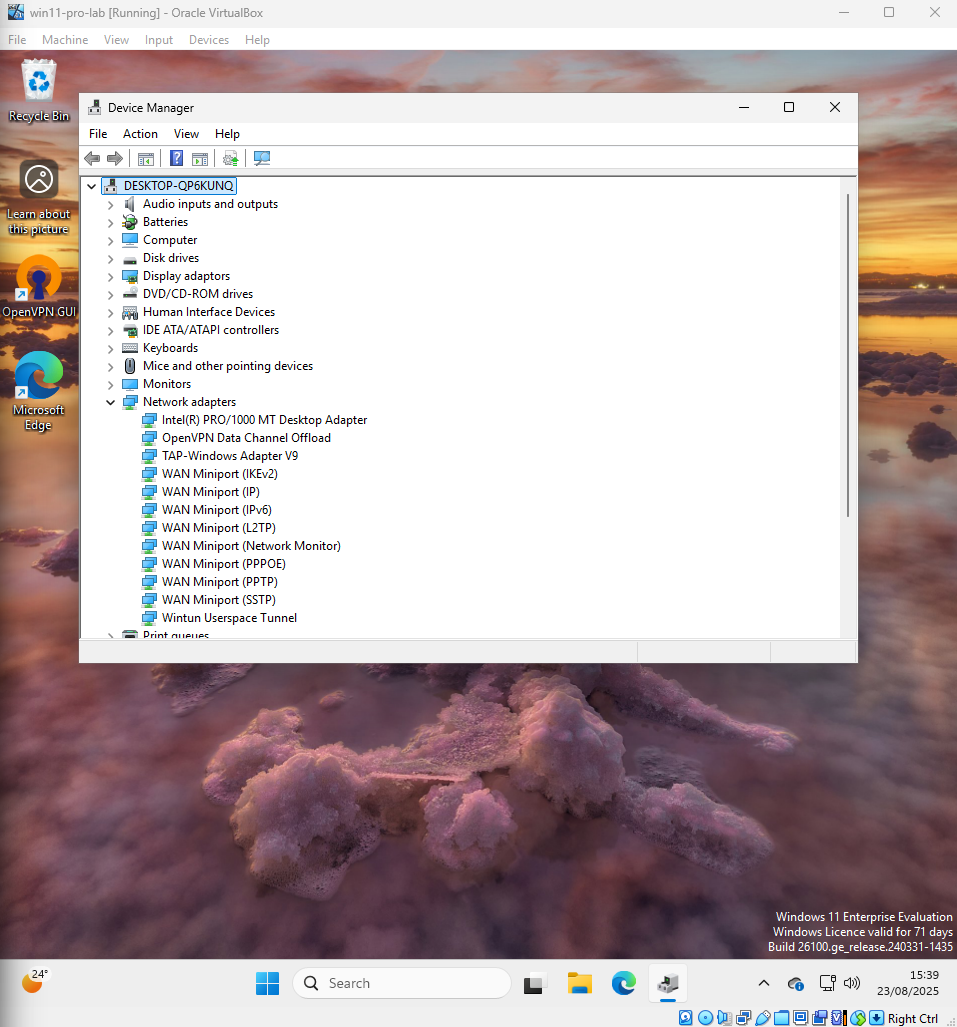 win11-pro-lab [Running] - Oracle VirtualBox
File Machine View Input Devices Help
Recycle Bin
Learn about
this picture
OpenVPN GUI
Microsoft
Edge
Device Manager
File Action View Help
DESKTOP-QP6KUNQ
Audio inputs and outputs
Batteries
Computer
Disk drives
Display adaptors
DVD/CD-ROM drives
Human Interface Devices
IDE ATA/ATAPI controllers
Keyboards
Mice and other pointing devices
Monitors
Network adapters
Intel(R) PRO/1000 MT Desktop Adapter
OpenVPN Data Channel Offload
TAP-Windows Adapter V9
WAN Miniport (IKEv2)
WAN Miniport (IP)
WAN Miniport (IPv6)
WAN Miniport (L2TP)
WAN Miniport (Network Monitor)
WAN Miniport (PPPOE)
WAN Miniport (PPTP)
WAN Miniport (SSTP)
Wintun Userspace Tunnel
Print queues
Windows 11 Enterprise Evaluation
Windows Licence valid for 71 days
Build 26100.ge_release.240331-1435
24°
Search
15:39
23/08/2025
Right Ctrl